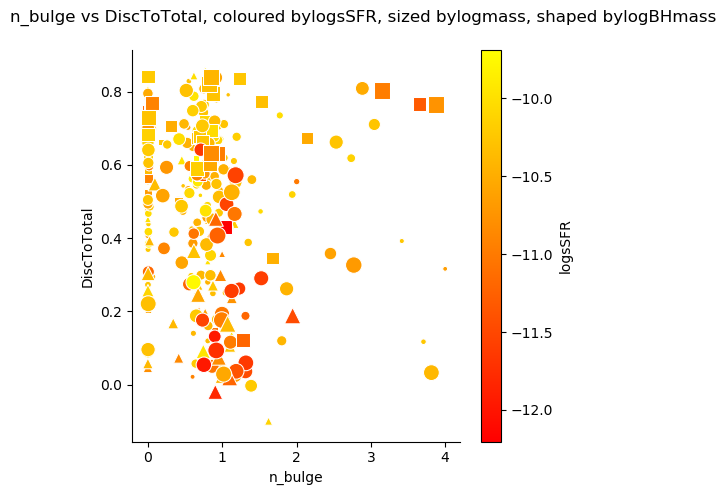 n_bulge vs DiscToTotal, coloured bylogsSFR, sized bylogmass, shaped bylogBHmass
0.8
0.6
0.4
0.2
0.0
DiscToTotal
0 1 2 3 4
n_bulge
−10.0
−10.5
−11.0
−11.5
−12.0
logsSFR